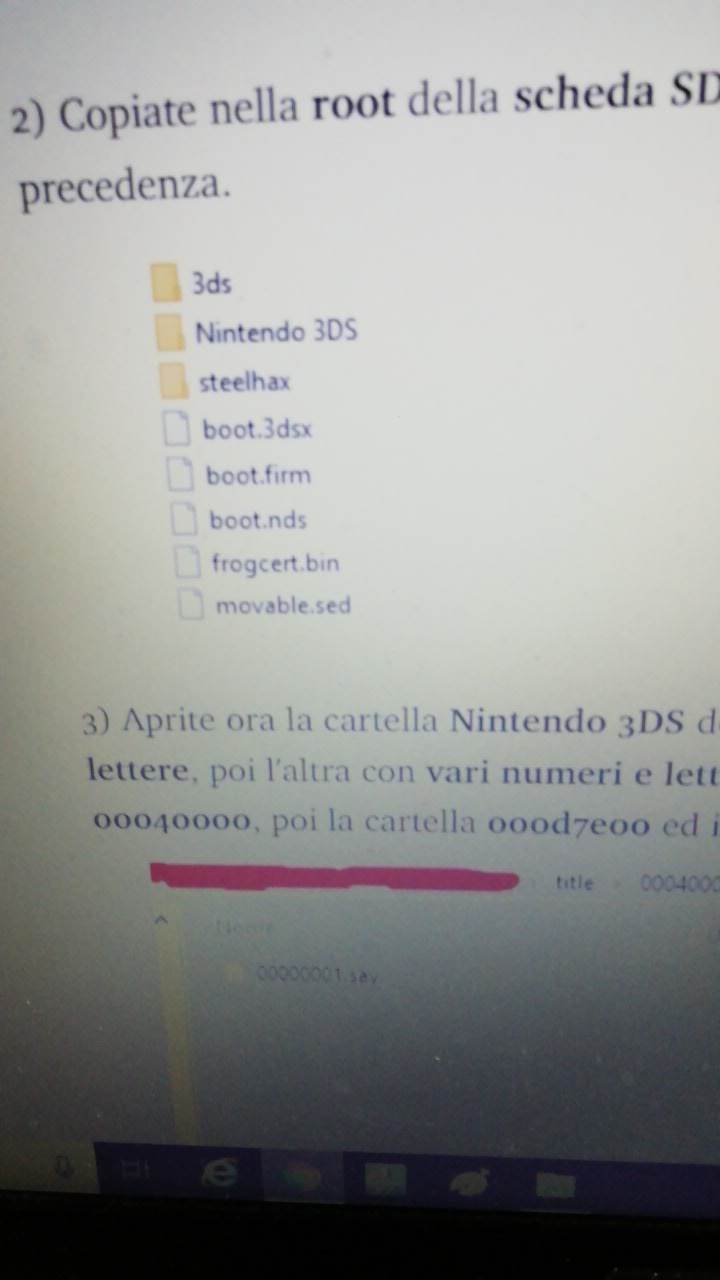 2) Copiate nella root della scheda SD
precedenza.
3ds
Nintendo 3DS
steelhax
boot.3dsx
boot.firm
boot.nds
frogcert.bin
movable.sed
3) Aprite ora la cartella Nintendo 3DS d
lettere, poi l'altra con vari numeri e lett
00040000, poi la cartella 000d7e00 ed i
title 0004000
Nome
00000001.sav